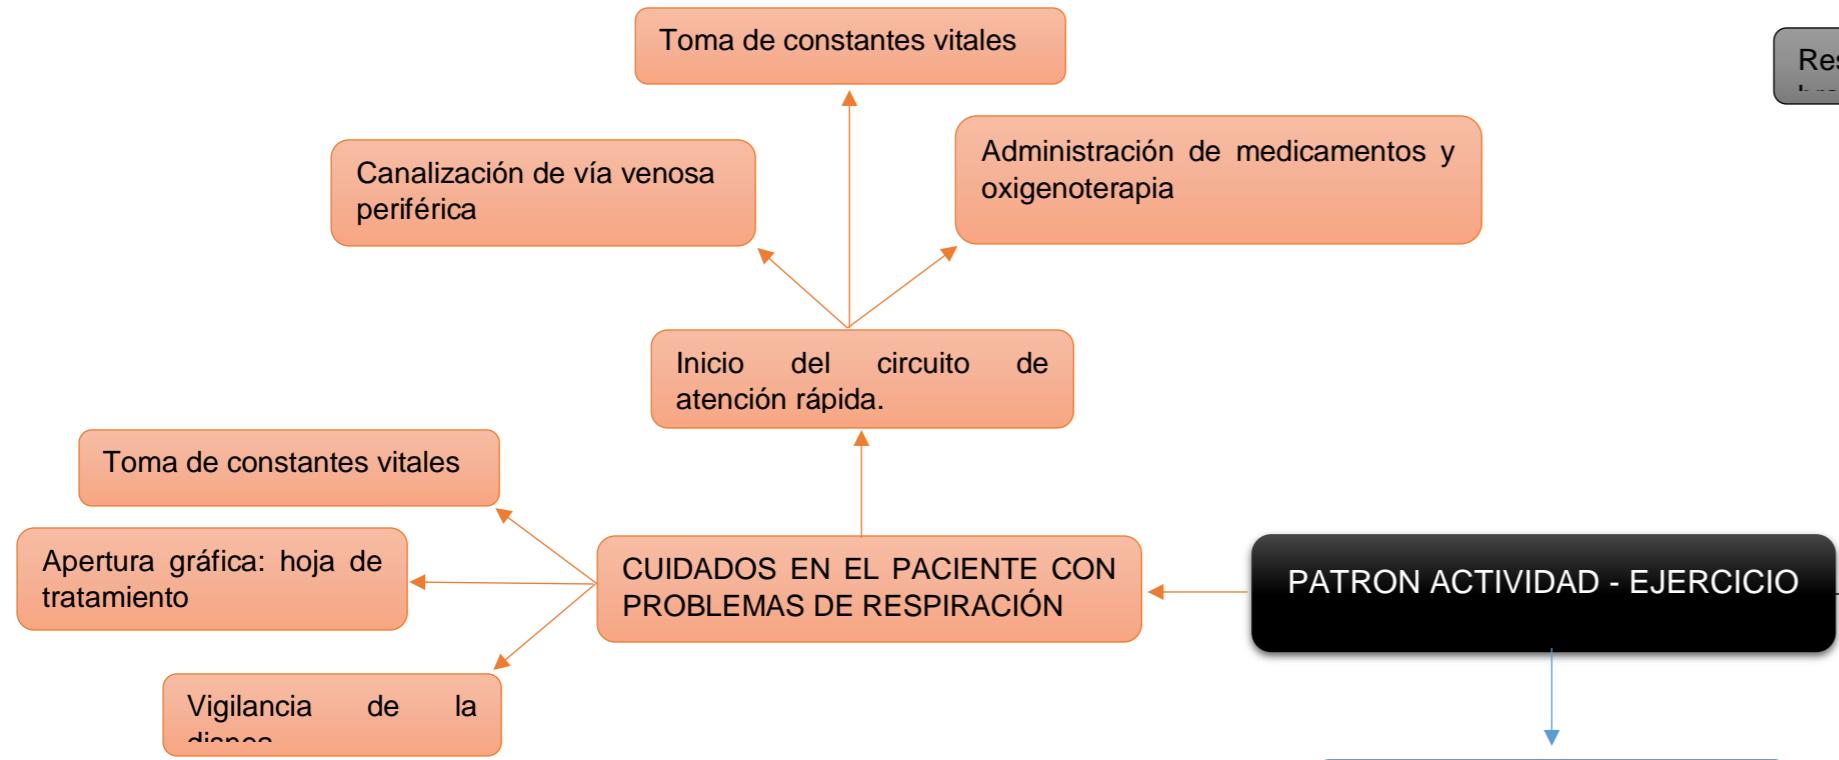 Toma de constantes vitales
Canalización de vía venosa
periférica
Administración de medicamentos y
oxigenoterapia
Inicio del circuito de
atención rápida.
Toma de constantes vitales
Apertura gráfica: hoja de
tratamiento
CUIDADOS EN EL PACIENTE CON
PROBLEMAS DE RESPIRACIÓN
PATRON ACTIVIDAD - EJERCICIO
Vigilancia de la